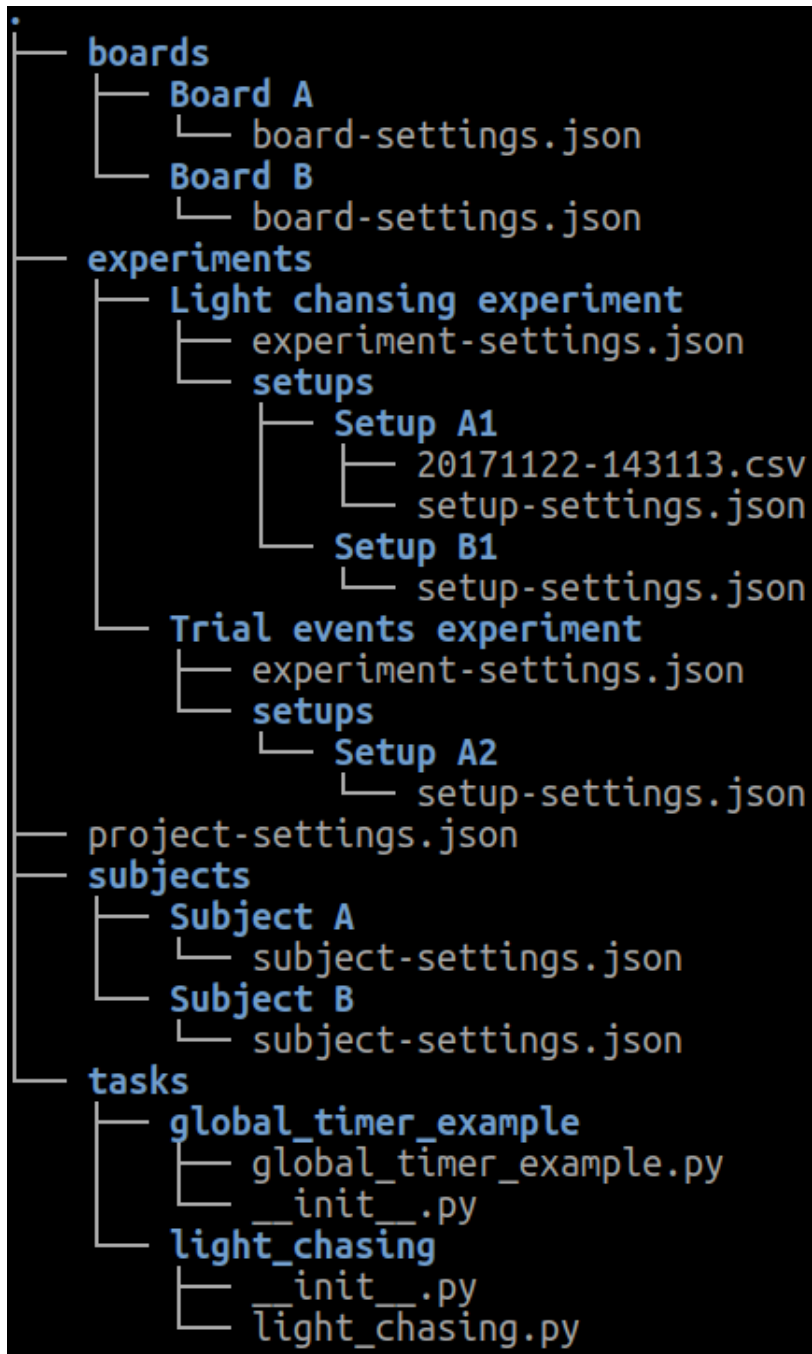 .
├── boards
│   ├── Board A
│   │   └── board-settings.json
│   └── Board B
│       └── board-settings.json
├── experiments
│   ├── Light chansing experiment
│   │   ├── experiment-settings.json
│   │   └── setups
│   │       ├── Setup A1
│   │       │   ├── 20171122-143113.csv
│   │       │   └── setup-settings.json
│   │       └── Setup B1
│   │           └── setup-settings.json
│   └── Trial events experiment
│       ├── experiment-settings.json
│       └── setups
│           └── Setup A2
│               └── setup-settings.json
├── project-settings.json
├── subjects
│   ├── Subject A
│   │   └── subject-settings.json
│   └── Subject B
│       └── subject-settings.json
└── tasks
    ├── global_timer_example
    │   ├── global_timer_example.py
    │   └── __init__.py
    └── light_chasing
        ├── __init__.py
        └── light_chasing.py